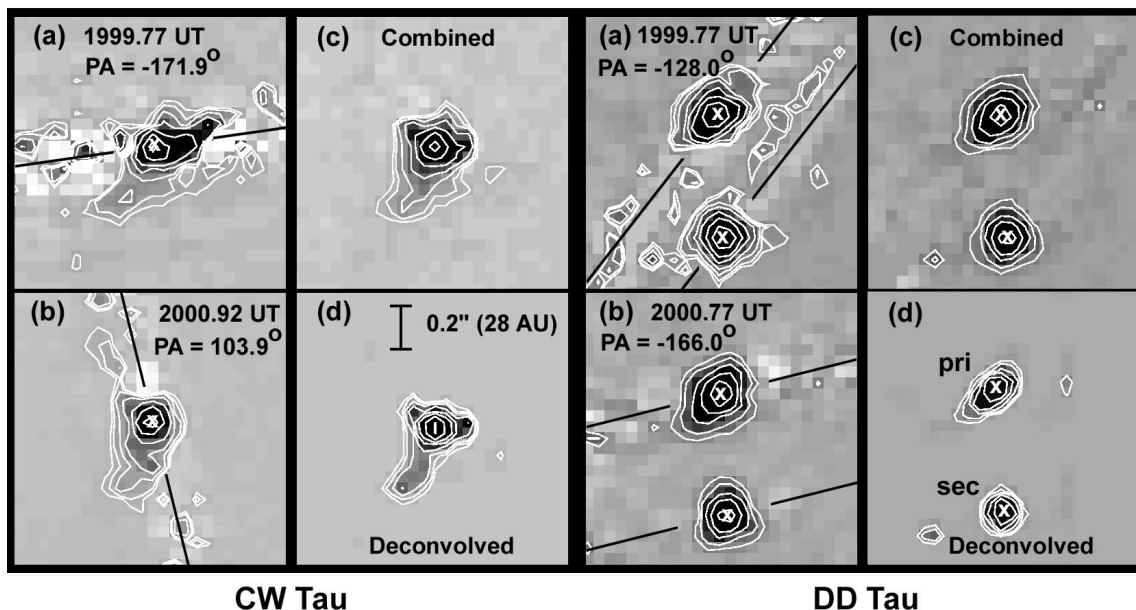 (a) 1999.77 UT
PA = -171.9°
(c) Combined
(b) 2000.92 UT
PA = 103.9°
(d) 0.2" (28 AU)
Deconvolved
CW Tau
(a) 1999.77 UT
PA = -128.0°
(c) Combined
(b) 2000.77 UT
PA = -166.0°
(d)
pri
sec
Deconvolved
DD Tau